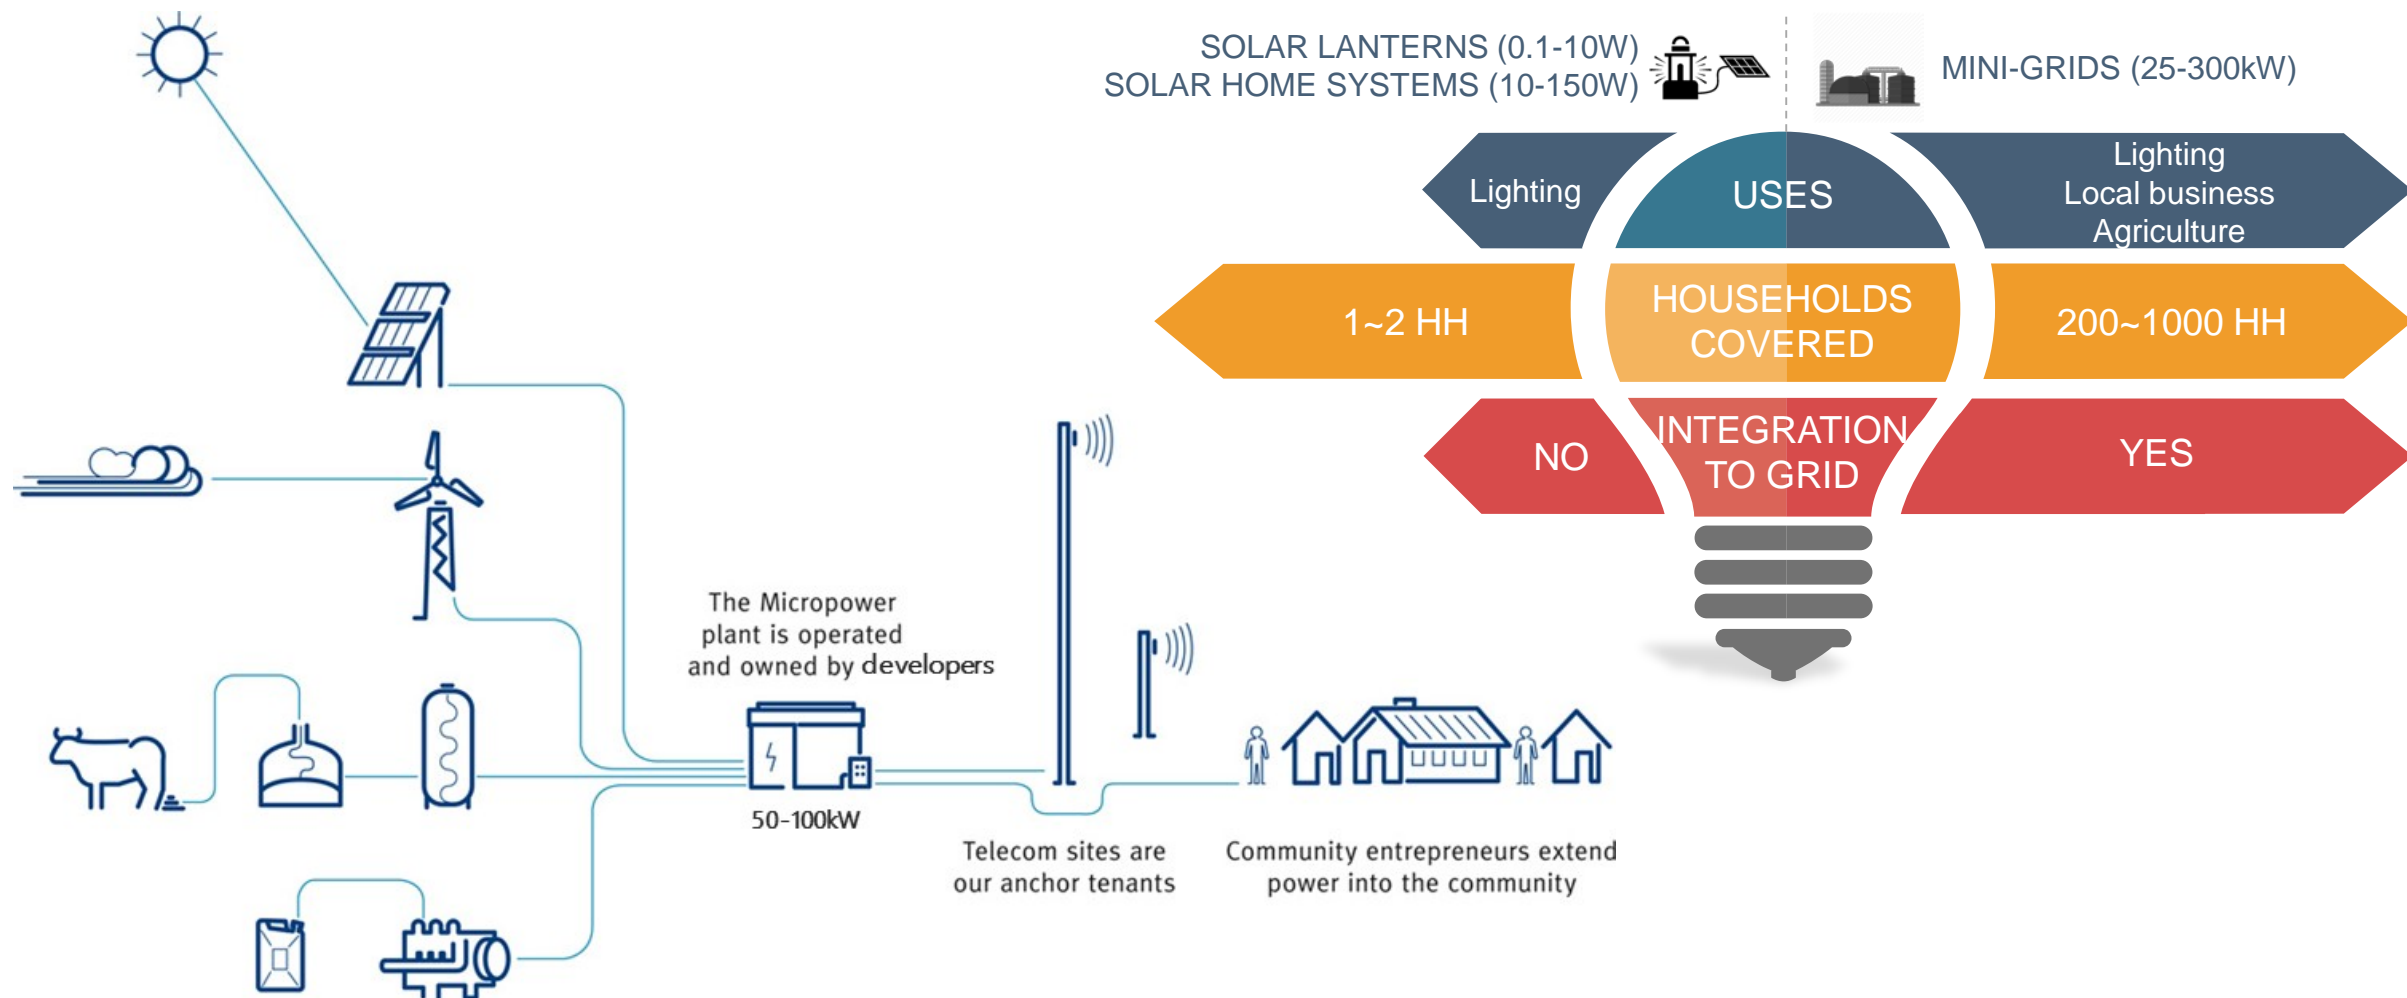 SOLAR LANTERNS (0.1-10W)
SOLAR HOME SYSTEMS (10-150W)
MINI-GRIDS (25-300kW)
Lighting
USES
Lighting
Local business
Agriculture
1~2 HH
HOUSEHOLDS
COVERED
200~1000 HH
NO
INTEGRATION
TO GRID
YES
The Micropower
plant is operated
and owned by developers
50-100kW
Telecom sites are
our anchor tenants
Community entrepreneurs extend
power into the community